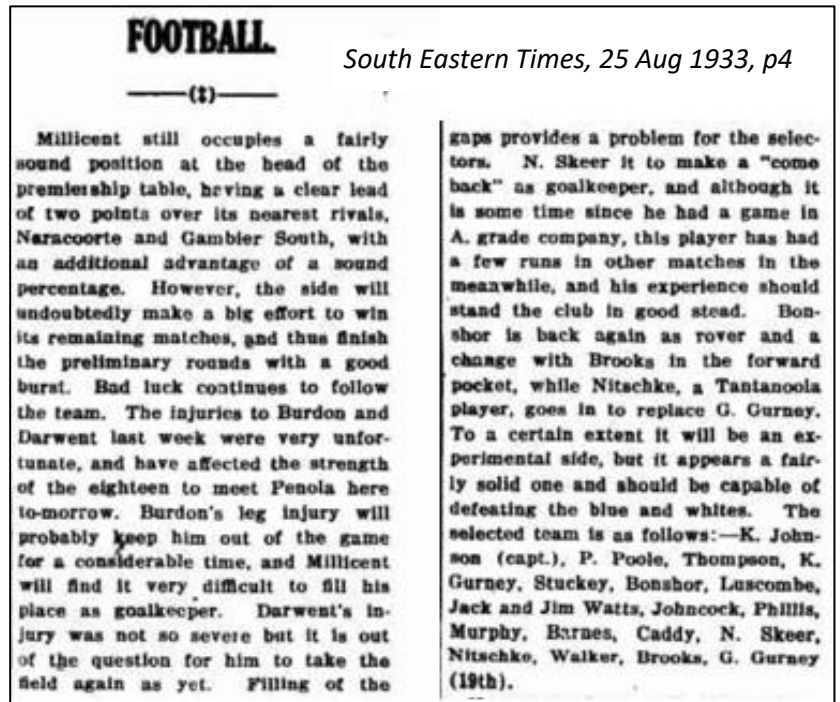 FOOTBALL.
South Eastern Times, 25 Aug 1933, p4
——(‡)——
Millicent still occupies a fairly
sound position at the head of the
premiership table, having a clear lead
of two points over its nearest rivals,
Naracoorte and Gambier South, with
an additional advantage of a sound
percentage. However, the side will
undoubtedly make a big effort to win
its remaining matches, and thus finish
the preliminary rounds with a good
burst. Bad luck continues to follow
the team. The injuries to Burdon and
Darwent last week were very unfor-
tunate, and have affected the strength
of the eighteen to meet Penola here
to-morrow. Burdon's leg injury will
probably keep him out of the game
for a considerable time, and Millicent
will find it very difficult to fill his
place as goalkeeper. Darwent's in-
jury was not so severe but it is out
of the question for him to take the
field again as yet. Filling of the
gaps provides a problem for the selec-
tors. N. Skeer it to make a "come
back" as goalkeeper, and although it
is some time since he had a game in
A. grade company, this player has had
a few runs in other matches in the
meanwhile, and his experience should
stand the club in good stead. Bon-
shor is back again as rover and a
change with Brooks in the forward
pocket, while Nitschke, a Tantanoola
player, goes in to replace G. Gurney.
To a certain extent it will be an ex-
perimental side, but it appears a fair-
ly solid one and should be capable of
defeating the blue and whites. The
selected team is as follows:—K. John-
son (capt.), P. Poole, Thompson, K.
Gurney, Stuckey, Bonshor, Luscombe,
Jack and Jim Watts, Johncock, Phillis,
Murphy, Barnes, Caddy, N. Skeer,
Nitschke, Walker, Brooks, G. Gurney
(19th).